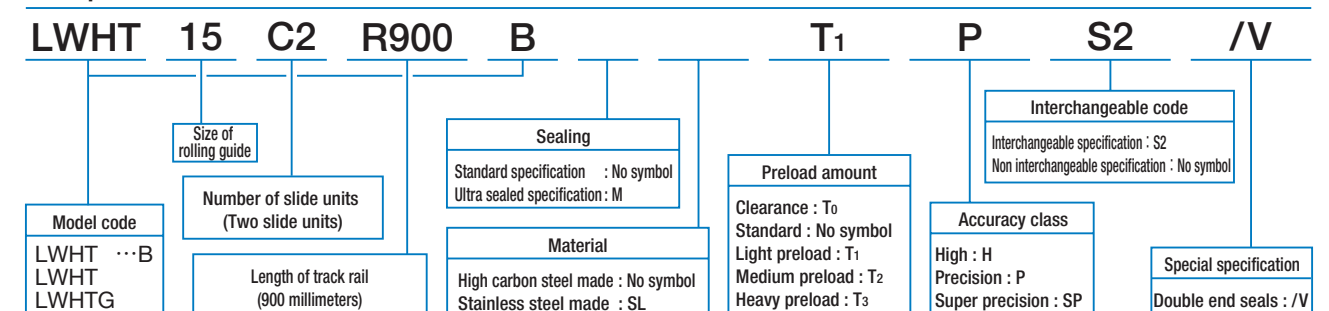 LWHT 15 C2 R900 B T1 P S2 /V
Size of
rolling guide
Number of slide units
(Two slide units)
Model code
LWHT …B
LWHT
LWHTG
Length of track rail
(900 millimeters)
Sealing
Standard specification : No symbol
Ultra sealed specification : M
Material
High carbon steel made : No symbol
Stainless steel made : SL
Preload amount
Clearance : T0
Standard : No symbol
Light preload : T1
Medium preload : T2
Heavy preload : T3
Interchangeable code
Interchangeable specification : S2
Non interchangeable specification : No symbol
Accuracy class
High : H
Precision : P
Super precision : SP
Special specification
Double end seals : /V